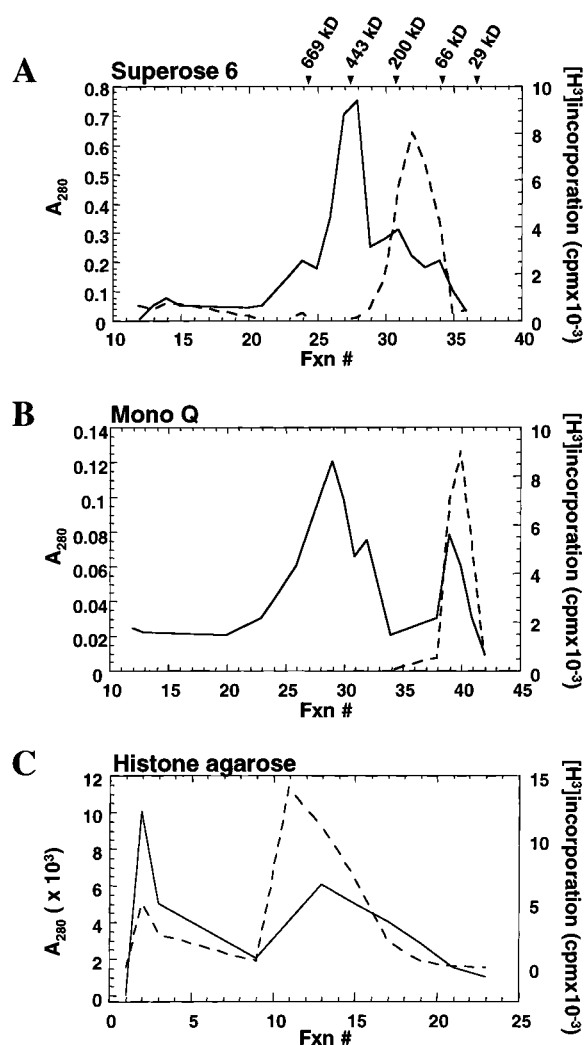 669 kD
443 kD
200 kD
66 kD
29 kD
A
Superose 6
0.8
0.7
0.6
0.5
0.4
0.3
0.2
0.1
0
A280
10
8
6
4
2
0
[H³]incorporation (cpmx10⁻³)
10 15 20 25 30 35 40
Fxn #
B
Mono Q
0.14
0.12
0.1
0.08
0.06
0.04
0.02
0
A280
10
8
6
4
2
0
[H³]incorporation (cpmx10⁻³)
10 15 20 25 30 35 40 45
Fxn #
C
Histone agarose
12
10
8
6
4
2
0
A280 ( x 10³)
15
10
5
0
[H³]incorporation (cpmx10⁻³)
0 5 10 15 20 25
Fxn #